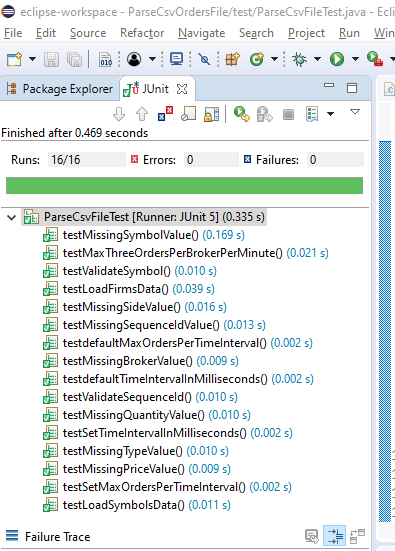 eclipse-workspace - ParseCsvOrdersFile/test/ParseCsvFileTest.java - Ecli
File Edit Source Refactor Navigate Search Project Run Window
Package Explorer JUnit
Finished after 0.469 seconds
Runs: 16/16 Errors: 0 Failures: 0
ParseCsvFileTest [Runner: JUnit 5] (0.335 s)
testMissingSymbolValue() (0.169 s)
testMaxThreeOrdersPerBrokerPerMinute() (0.021 s)
testValidateSymbol() (0.010 s)
testLoadFirmsData() (0.039 s)
testMissingSideValue() (0.016 s)
testMissingSequenceIdValue() (0.013 s)
testdefaultMaxOrdersPerTimeInterval() (0.002 s)
testMissingBrokerValue() (0.009 s)
testdefaultTimeIntervalInMilliseconds() (0.002 s)
testValidateSequenceId() (0.010 s)
testMissingQuantityValue() (0.010 s)
testSetTimeIntervalInMilliseconds() (0.002 s)
testMissingTypeValue() (0.010 s)
testMissingPriceValue() (0.009 s)
testSetMaxOrdersPerTimeInterval() (0.002 s)
testLoadSymbolsData() (0.011 s)
Failure Trace